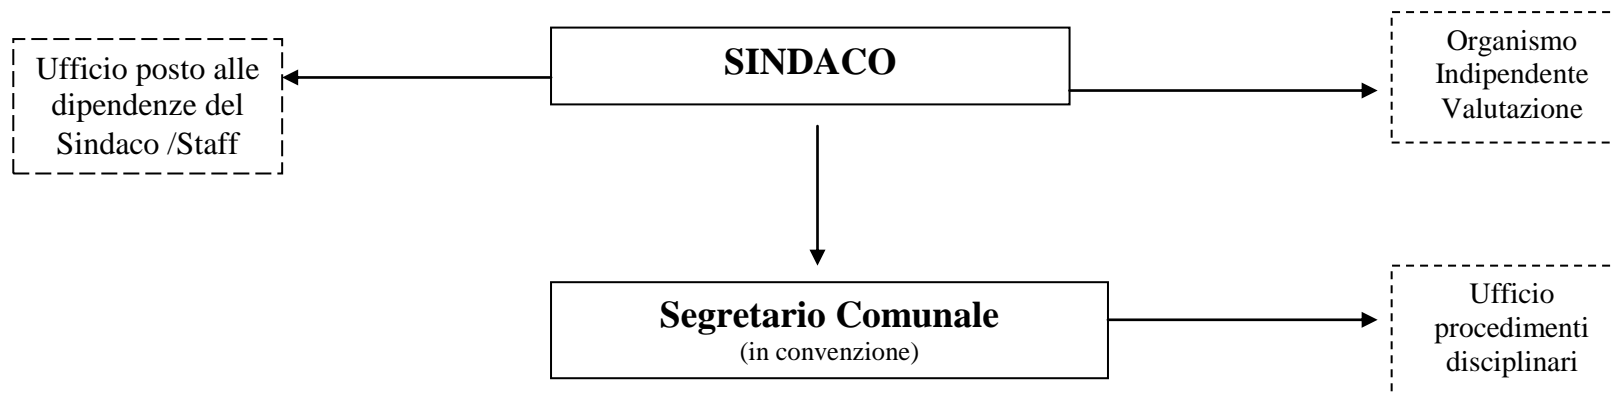 Ufficio posto alle
dipendenze del
Sindaco /Staff
SINDACO
Organismo
Indipendente
Valutazione
Segretario Comunale
(in convenzione)
Ufficio
procedimenti
disciplinari